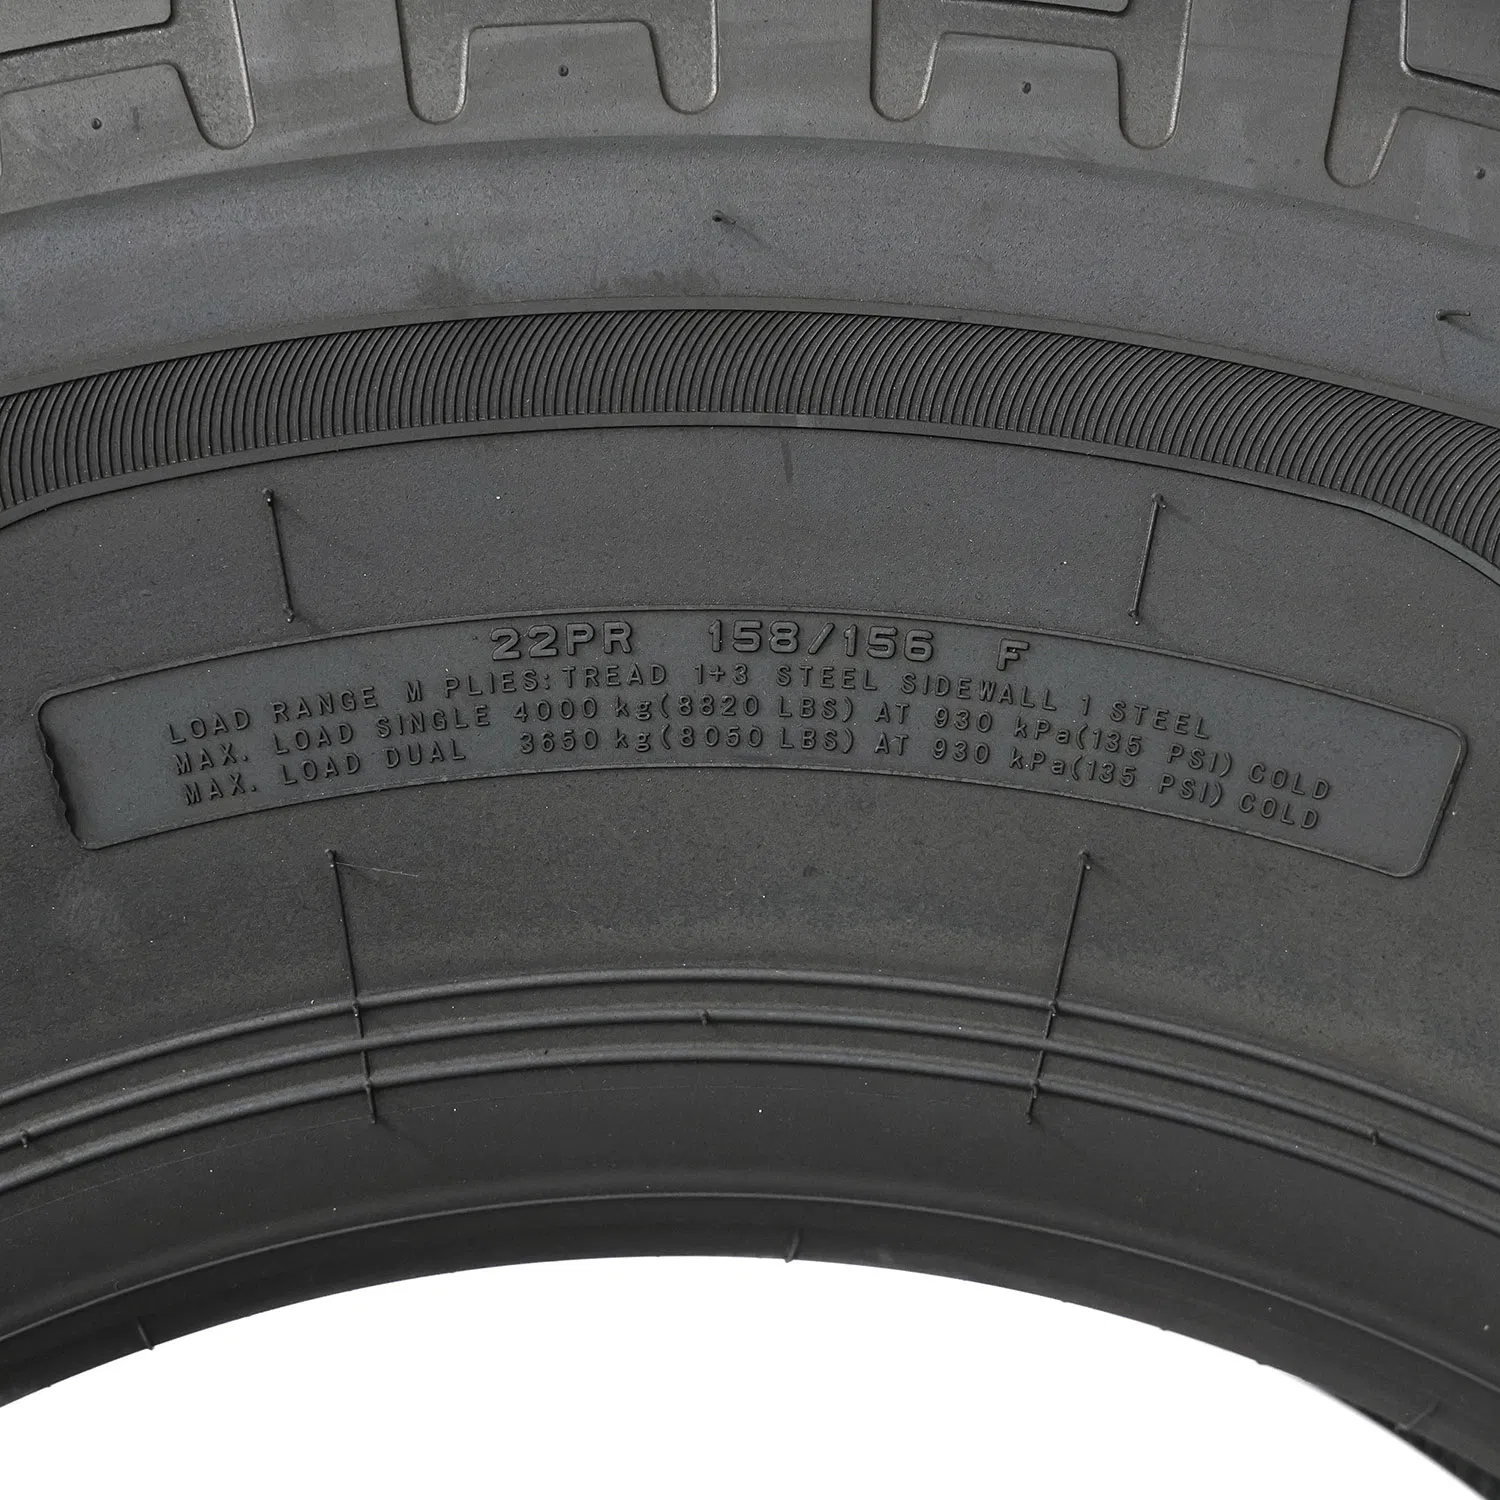 22PR 158/156 F
LOAD RANGE M PLIES: TREAD 1+3 STEEL SIDEWALL 1 STEEL
MAX. LOAD SINGLE 4000 kg(8820 LBS) AT 930 kPa(135 PSI) COLD
MAX. LOAD DUAL 3650 kg(8050 LBS) AT 930 kPa(135 PSI) COLD